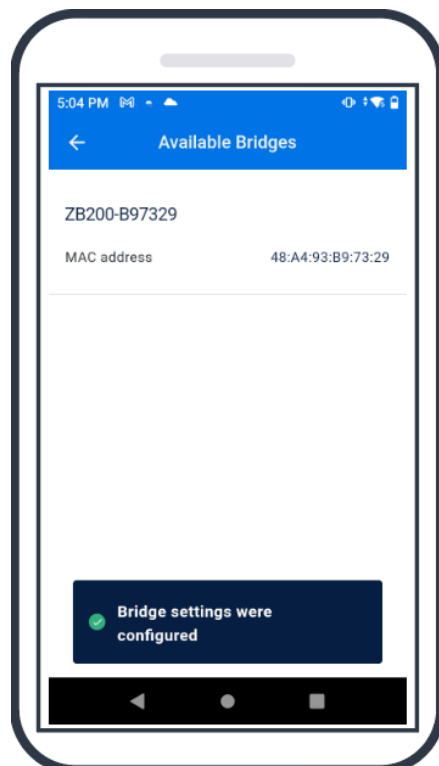 5:04 PM
Available Bridges
ZB200-B97329
MAC address 48:A4:93:B9:73:29
Bridge settings were
configured